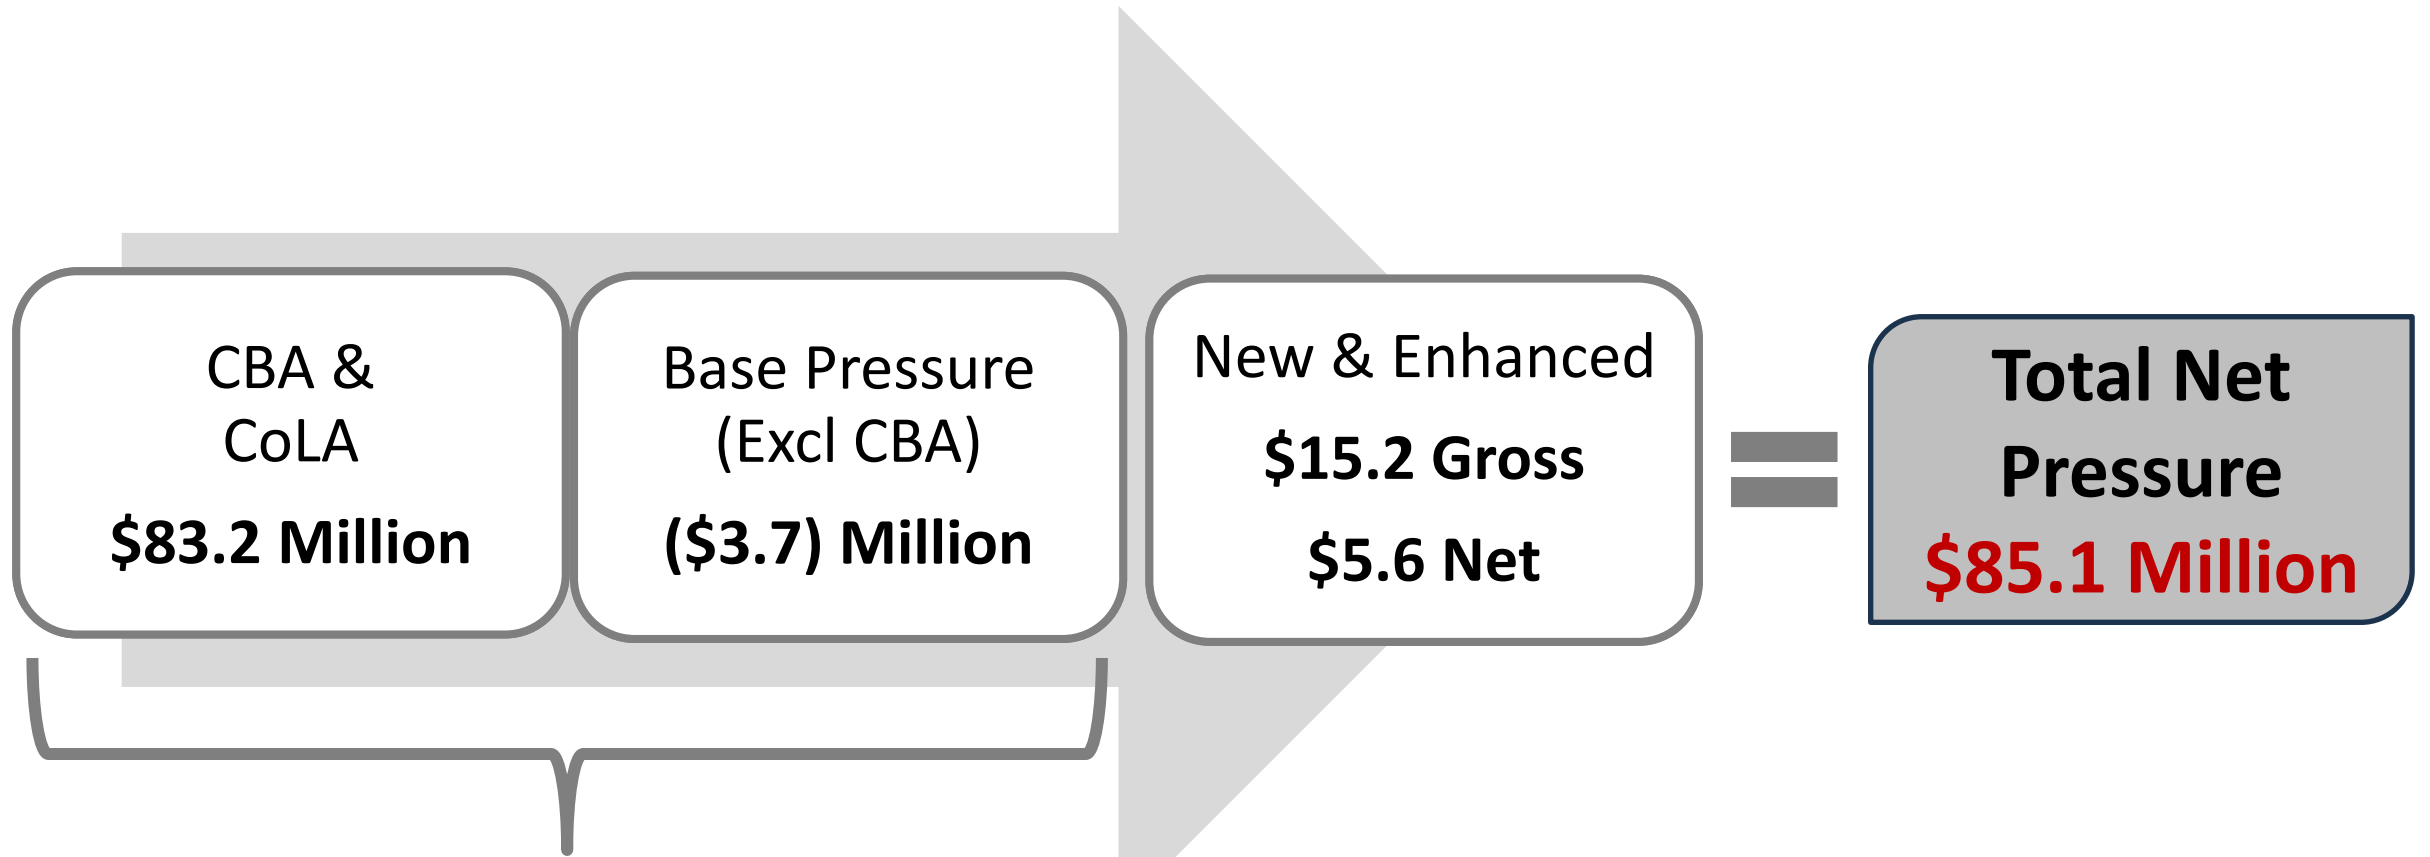 CBA &
CoLA
$83.2 Million
Base Pressure
(Excl CBA)
($3.7) Million
New & Enhanced
$15.2 Gross
$5.6 Net
Total Net
Pressure
$85.1 Million